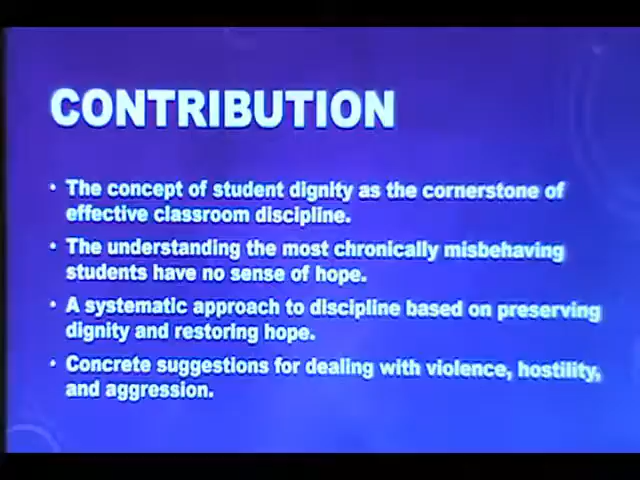 CONTRIBUTION
• The concept of student dignity as the cornerstone of
effective classroom discipline.
• The understanding the most chronically misbehaving
students have no sense of hope.
• A systematic approach to discipline based on preserving
dignity and restoring hope.
• Concrete suggestions for dealing with violence, hostility,
and aggression.